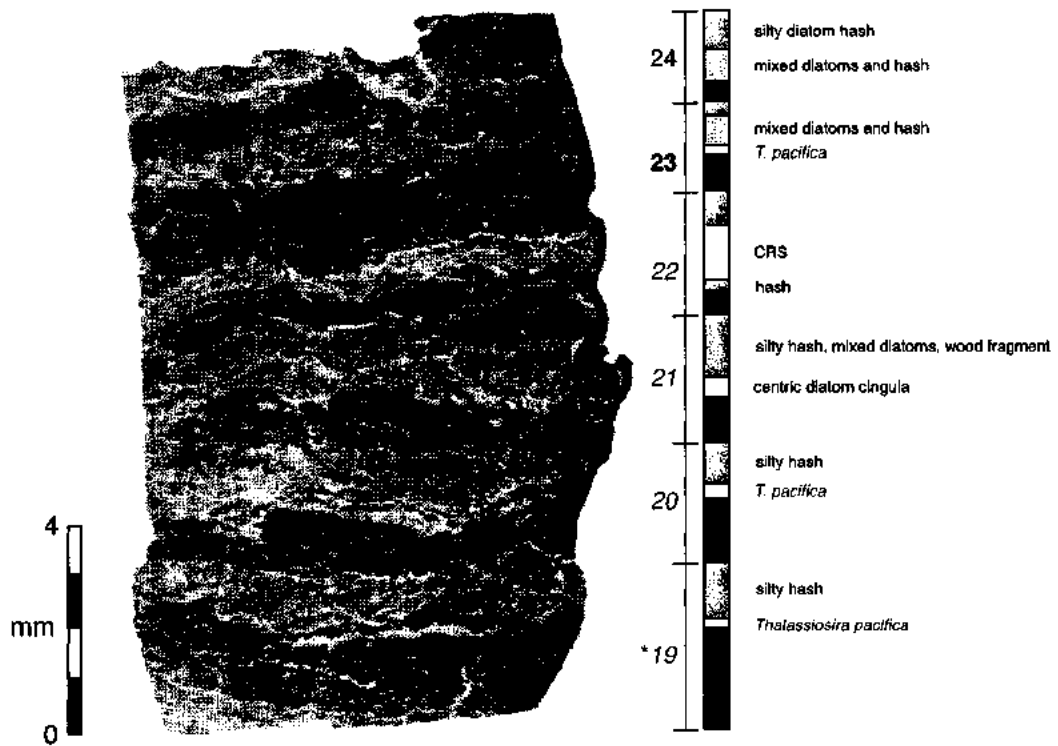 24
silty diatom hash
mixed diatoms and hash
23
mixed diatoms and hash
T. pacifica
22
CRS
hash
21
silty hash, mixed diatoms, wood fragment
centric diatom cingula
20
silty hash
T. pacifica
*19
silty hash
Thalassiosira pacifica
4
mm
0